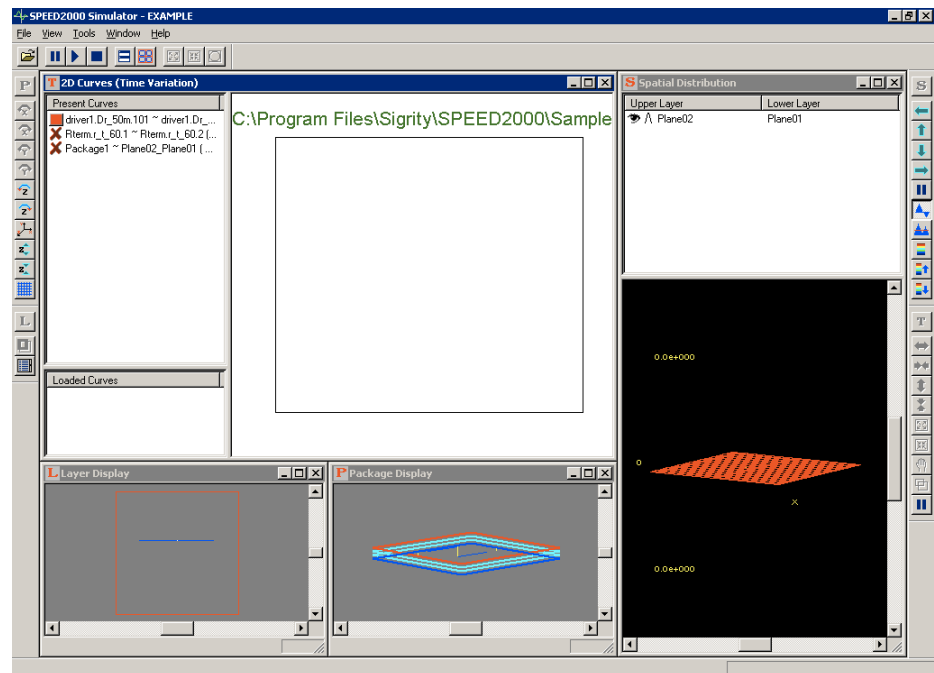 SPEED2000 Simulator - EXAMPLE
File View Tools Window Help
P
T 2D Curves (Time Variation)
Present Curves
driver1.Dr_50m.101 ~ driver1.Dr_...
Rterm.r_t_60.1 ~ Rterm.r_t_60.2 (...
Package1 ~ Plane02_Plane01 ( ...
C:\Program Files\Sigrity\SPEED2000\Sample
Loaded Curves
S Spatial Distribution
Upper Layer Lower Layer
Plane02 Plane01
0.0e+000
0
x
0.0e+000
L Layer Display
P Package Display
Z
Z
Z
Z
L
S
T